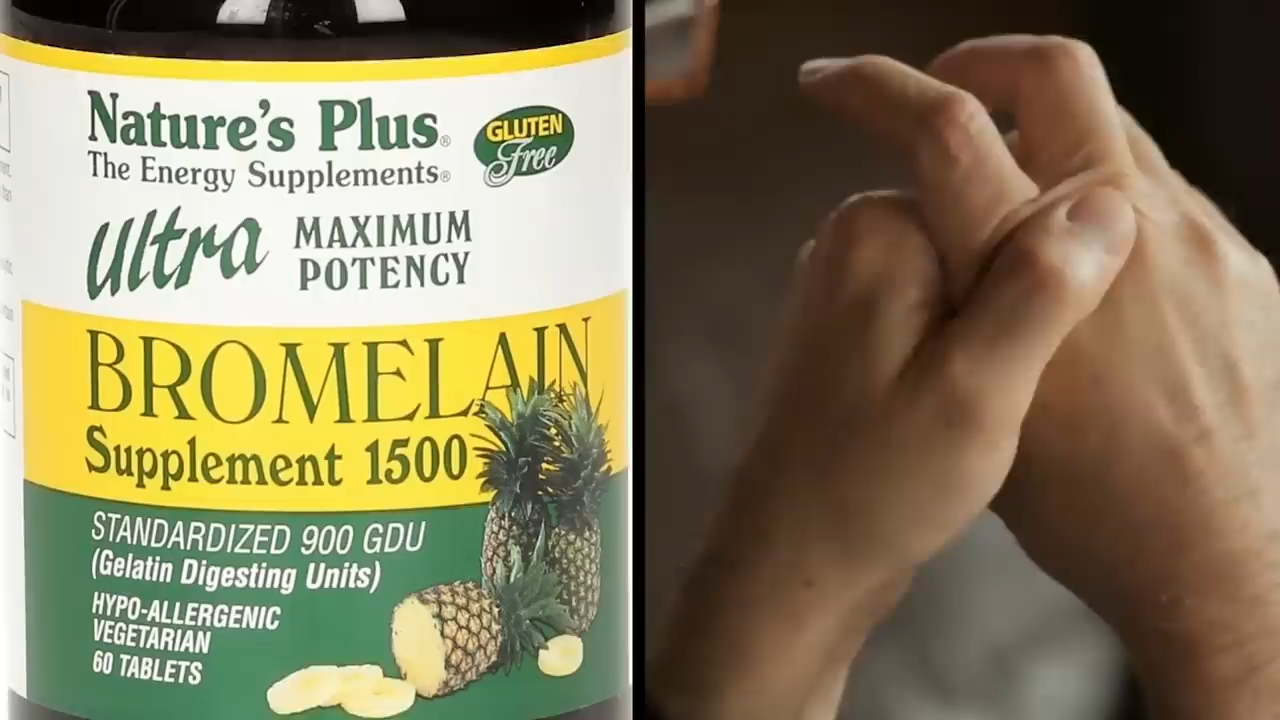 Nature's Plus®
The Energy Supplements®
GLUTEN
Free
ultra
MAXIMUM
POTENCY
BROMELAIN
Supplement 1500
STANDARDIZED 900 GDU
(Gelatin Digesting Units)
HYPO-ALLERGENIC
VEGETARIAN
60 TABLETS